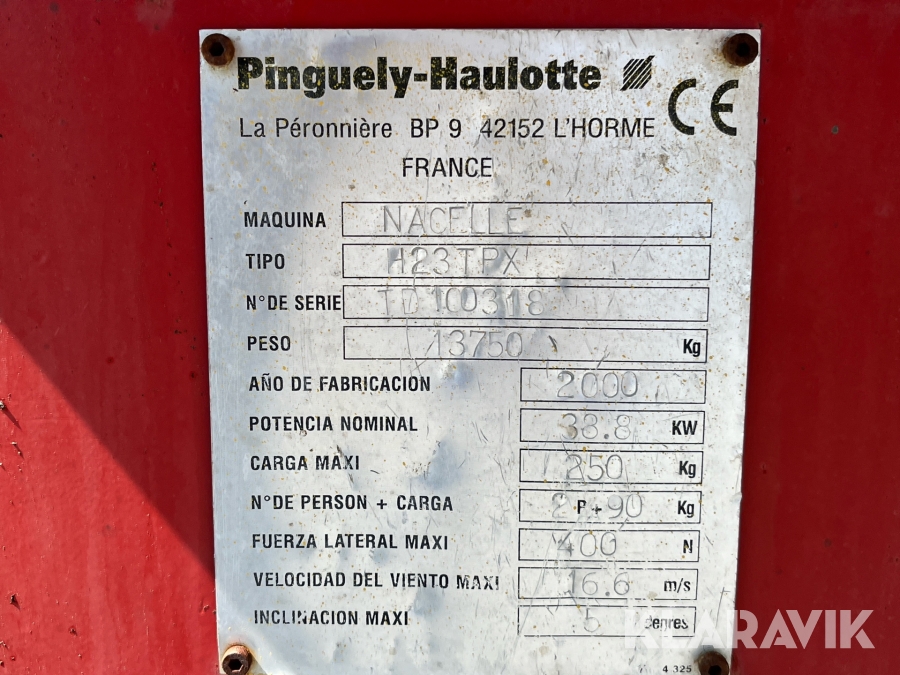 Pinguely-Haulotte CE
La Péronnière BP 9 42152 L'HORME
FRANCE
MAQUINA NACELLE
TIPO H23TPX
N°DE SERIE TD100318
PESO 13750 Kg
AÑO DE FABRICACION 2000
POTENCIA NOMINAL 38.8 KW
CARGA MAXI 250 Kg
N°DE PERSON + CARGA 2 P + 90 Kg
FUERZA LATERAL MAXI 400 N
VELOCIDAD DEL VIENTO MAXI 16.6 m/s
INCLINACION MAXI 5
KLARAVIK
4 325